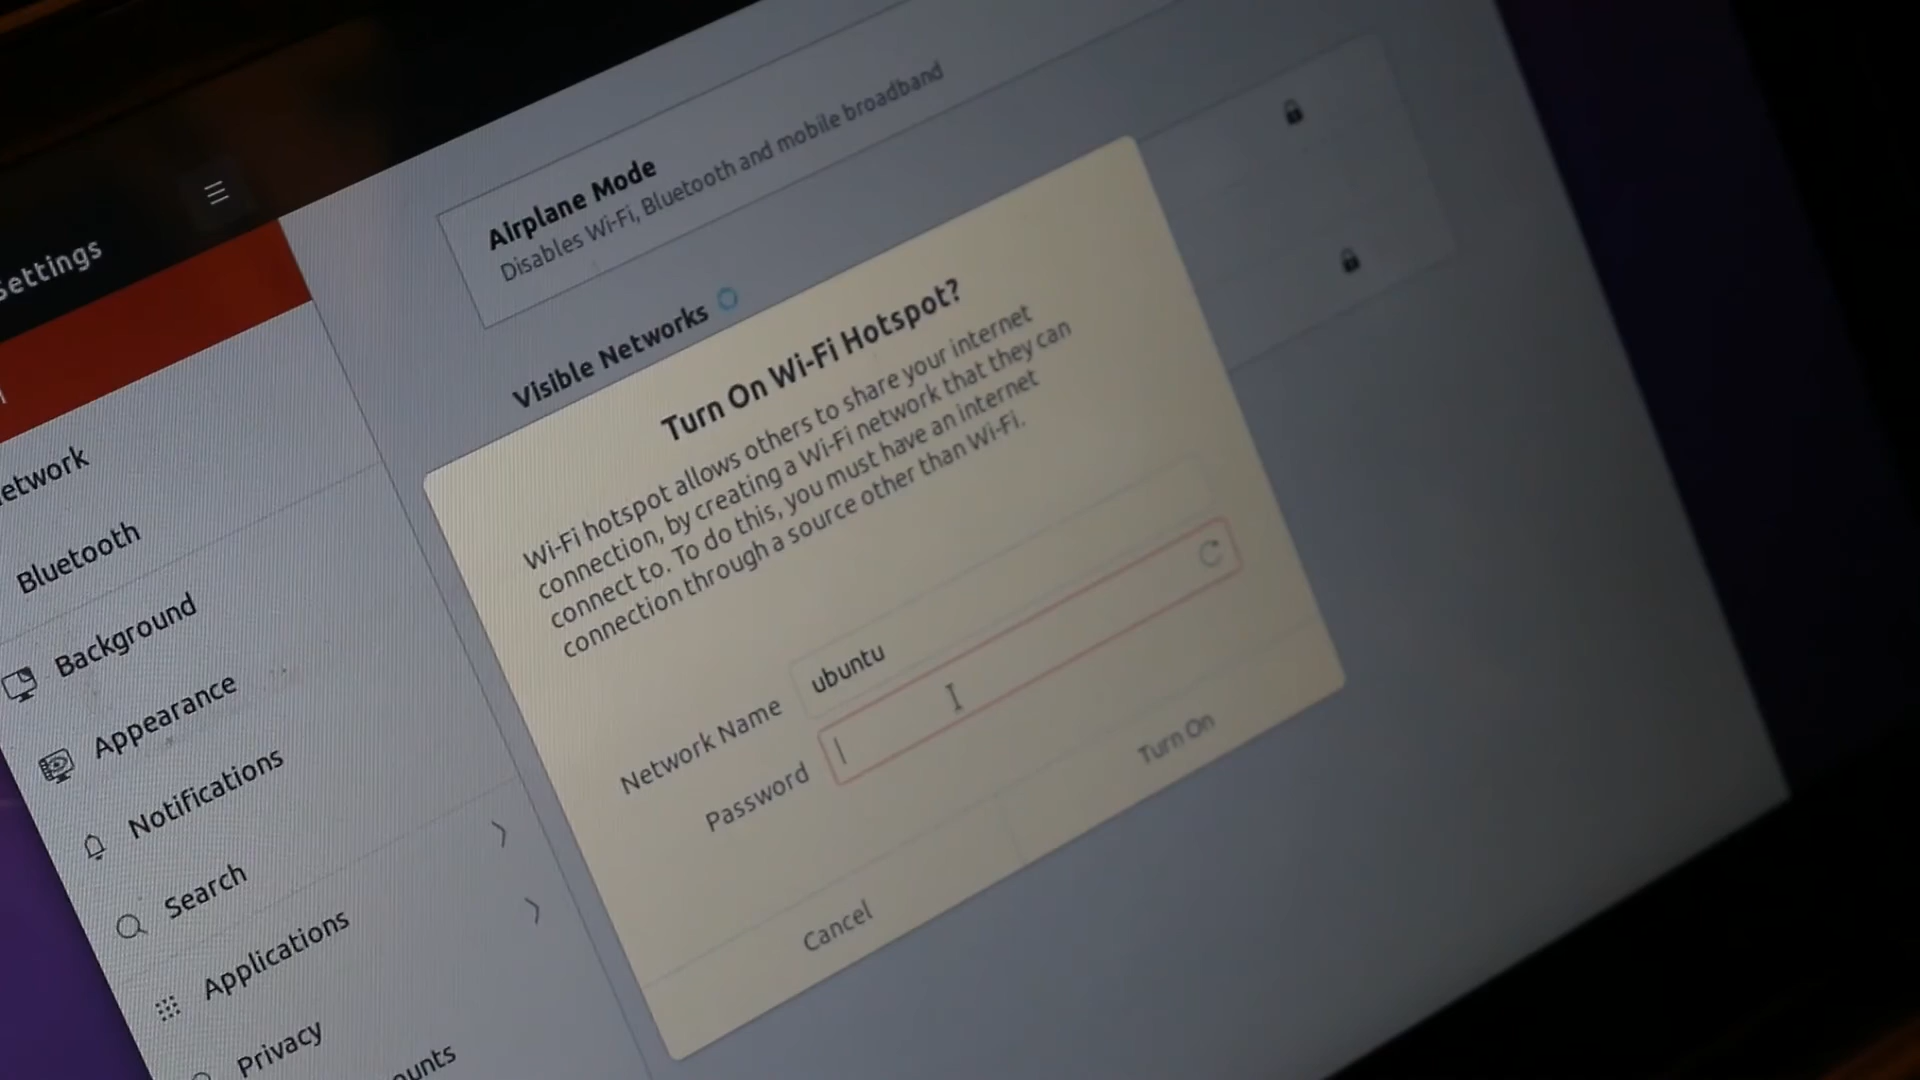 Settings
etwork
Bluetooth
Background
Appearance
Notifications
Search
Applications
Privacy
ounts
Airplane Mode
Disables Wi-Fi, Bluetooth and mobile broadband
Visible Networks
Turn On Wi-Fi Hotspot?
Wi-Fi hotspot allows others to share your internet
connection, by creating a Wi-Fi network that they can
connect to. To do this, you must have an internet
connection through a source other than Wi-Fi.
Network Name
ubuntu
Password
Cancel
Turn On